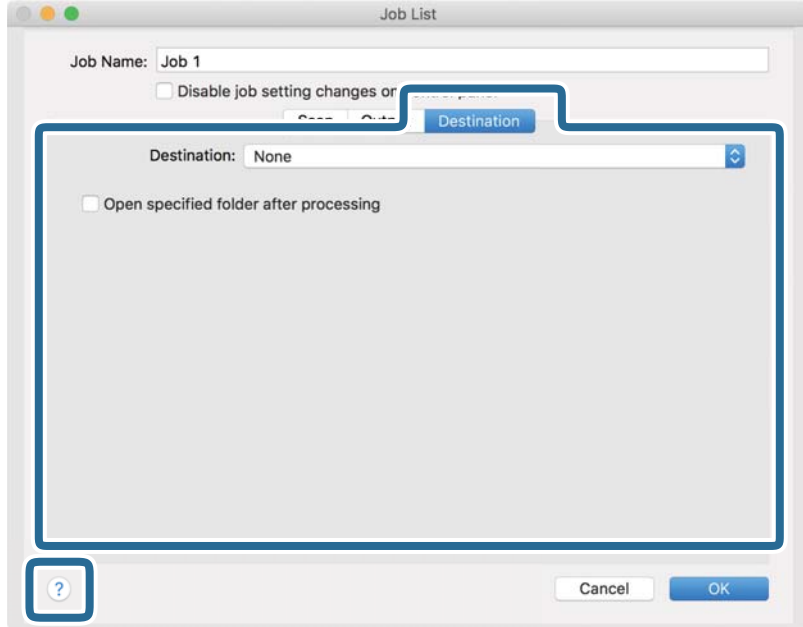 Job List
Job Name: Job 1
Disable job setting changes on
Destination
Destination: None
Open specified folder after processing
?
Cancel OK